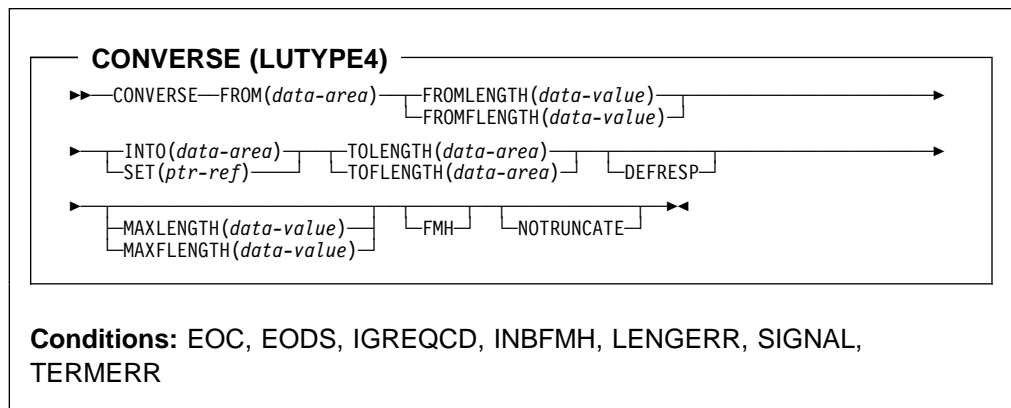 CONVERSE (LUTYPE4)
CONVERSE FROM(data-area) FROMLENGTH(data-value)
FROMFLENGTH(data-value)
INTO(data-area) TOLENGTH(data-area)
SET(ptr-ref) TOFLENGTH(data-area) DEFRESP
MAXLENGTH(data-value) FMH NOTRUNCATE
MAXFLENGTH(data-value)
Conditions: EOC, EODS, IGREQCD, INBFMH, LENGERR, SIGNAL,
TERMERR